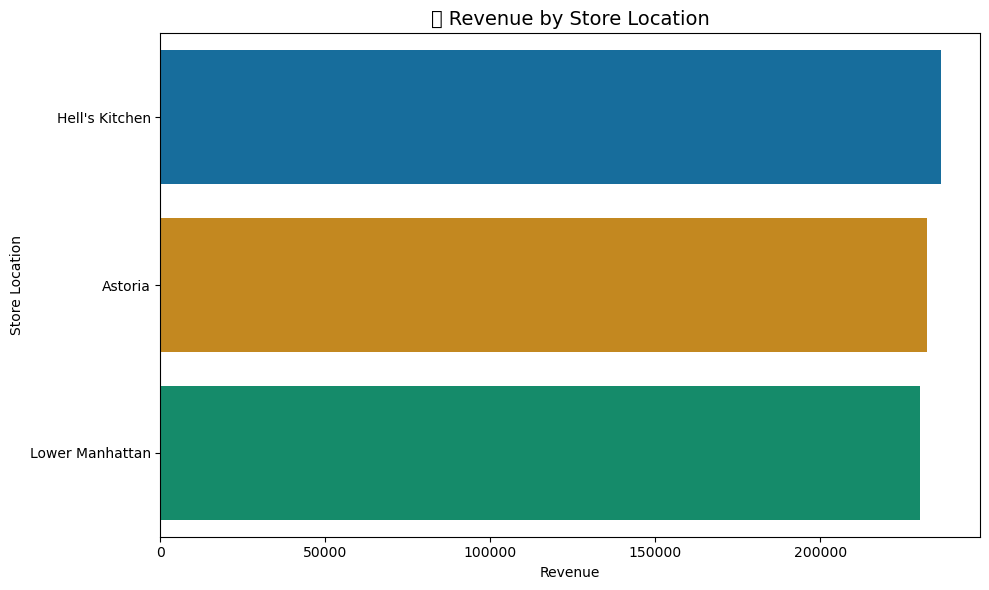 Revenue by Store Location
Hell's Kitchen
Astoria
Lower Manhattan
Store Location
0 50000 100000 150000 200000
Revenue